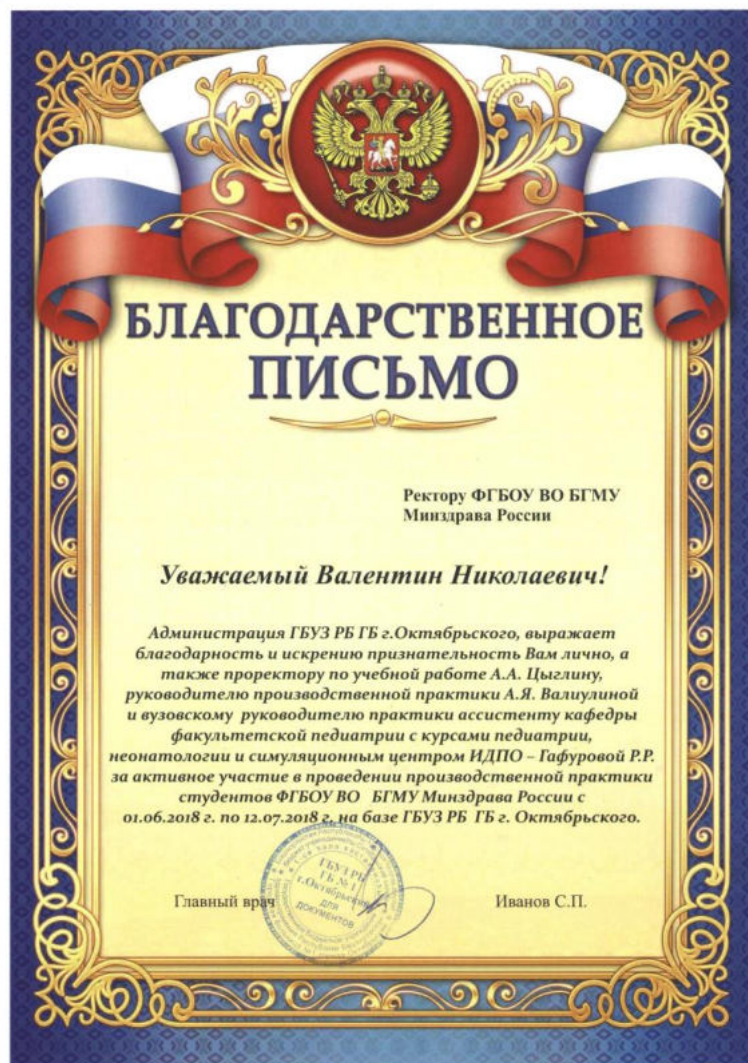 БЛАГОДАРСТВЕННОЕ
ПИСЬМО
Ректору ФГБОУ ВО БГМУ
Минздрава России
Уважаемый Валентин Николаевич!
Администрация ГБУЗ РБ ГБ г.Октябрьского, выражает
благодарность и искрению признательность Вам лично, а
также проректору по учебной работе А.А. Цыглину,
руководителю производственной практики А.Я. Валиулиной
и вузовскому руководителю практики ассистенту кафедры
факультетской педиатрии с курсами педиатрии,
неонатологии и симуляционным центром ИДПО – Гафуровой Р.Р.
за активное участие в проведении производственной практики
студентов ФГБОУ ВО БГМУ Минздрава России с
01.06.2018 г. по 12.07.2018 г. на базе ГБУЗ РБ ГБ г. Октябрьского.
ГБУЗ РБ
ГБ № 1
г.Октябрьский
ДЛЯ
ДОКУМЕНТОВ
Главный врач Иванов С.П.